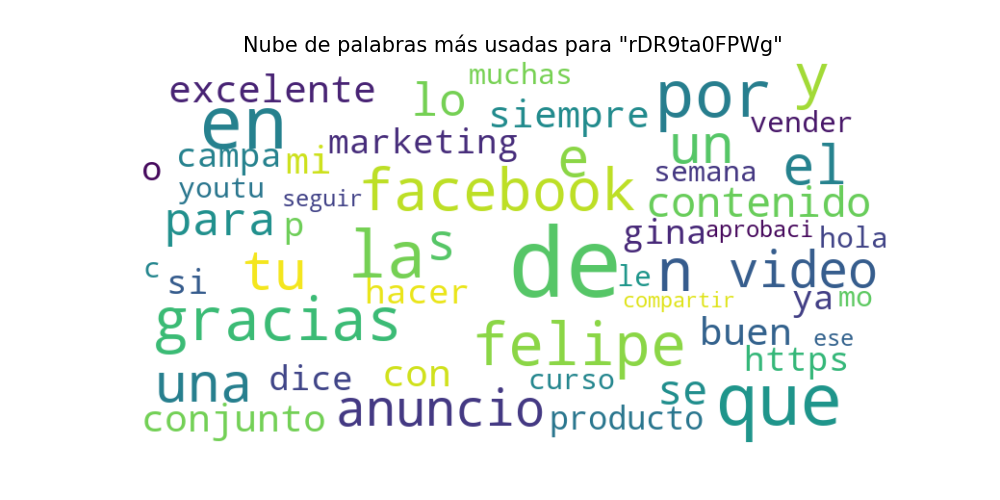 Nube de palabras más usadas para "rDR9ta0FPWg"
muchas y
excelente lo por
en siempre vender
marketing un
campa mi e el
o semana
youtu seguir facebook contenido
para p gina aprobaci hola
la s de
c si tu le n video
hacer compartir ya mo
gracias felipe buen ese
https
una dice con curso se que
conjunto anuncio producto